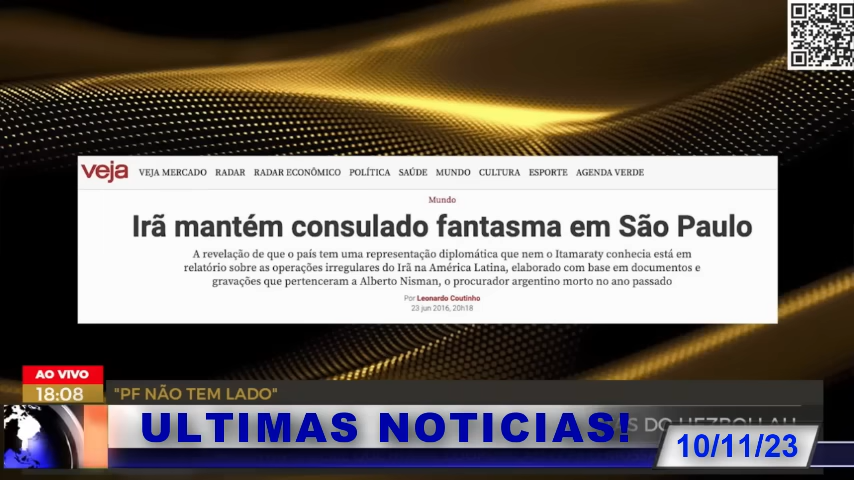 veja
VEJA MERCADO RADAR RADAR ECONÔMICO POLÍTICA SAÚDE MUNDO CULTURA ESPORTE AGENDA VERDE
Mundo
Irã mantém consulado fantasma em São Paulo
A revelação de que o país tem uma representação diplomática que nem o Itamaraty conhecia está em
relatório sobre as operações irregulares do Irã na América Latina, elaborado com base em documentos e
gravações que pertenceram a Alberto Nisman, o procurador argentino morto no ano passado
Por Leonardo Coutinho
23 jun 2016, 20h18
AO VIVO
18:08
"PF NÃO TEM LADO"
ULTIMAS NOTICIAS!
10/11/23